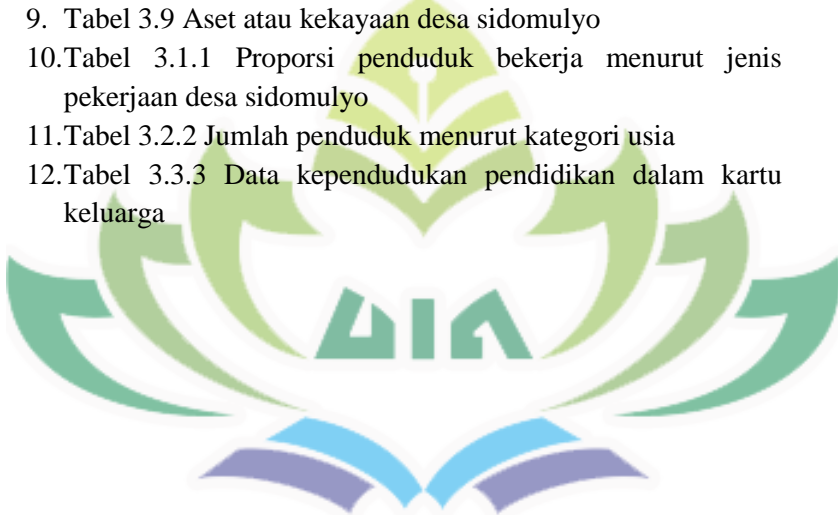 9. Tabel 3.9 Aset atau kekayaan desa sidomulyo
10.Tabel 3.1.1 Proporsi penduduk bekerja menurut jenis
pekerjaan desa sidomulyo
11.Tabel 3.2.2 Jumlah penduduk menurut kategori usia
12.Tabel 3.3.3 Data kependudukan pendidikan dalam kartu
keluarga